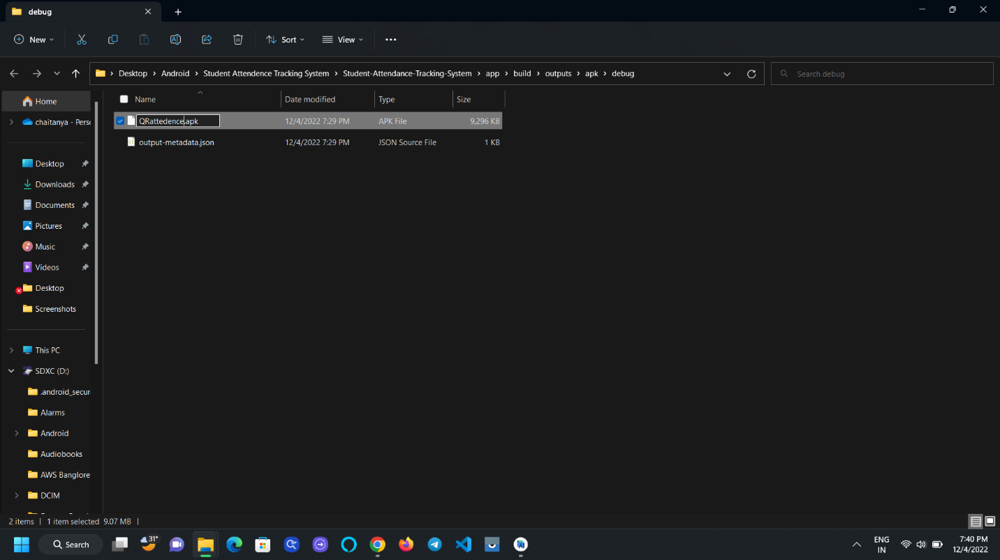 debug
New
Sort
View
Desktop > Android > Student Attendence Tracking System > Student-Attendance-Tracking-System > app > build > outputs > apk > debug
Search debug
Name
Date modified
Type
Size
QRattedence.apk
12/4/2022 7:29 PM
APK File
9,296 KB
output-metadata.json
12/4/2022 7:29 PM
JSON Source File
1 KB
Home
chaitanya - Perso
Desktop
Downloads
Documents
Pictures
Music
Videos
Desktop
Screenshots
This PC
SDXC (D:)
.android_secur
Alarms
Android
Audiobooks
AWS Banglore
DCIM
2 items
1 item selected 9.07 MB
Search
31°
ENG
IN
7:40 PM
12/4/2022